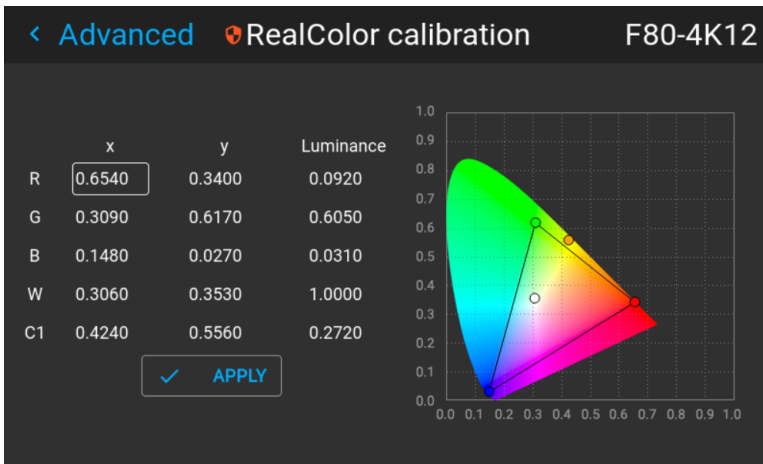 < Advanced RealColor calibration F80-4K12
x y Luminance
R 0.6540 0.3400 0.0920
G 0.3090 0.6170 0.6050
B 0.1480 0.0270 0.0310
W 0.3060 0.3530 1.0000
C1 0.4240 0.5560 0.2720
APPLY
1.0
0.9
0.8
0.7
0.6
0.5
0.4
0.3
0.2
0.1
0.0
0.0 0.1 0.2 0.3 0.4 0.5 0.6 0.7 0.8 0.9 1.0